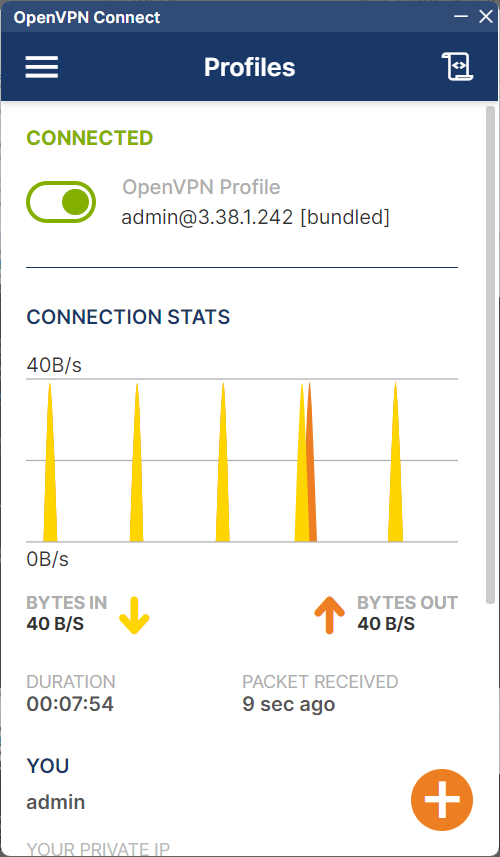 OpenVPN Connect
Profiles
CONNECTED
OpenVPN Profile
admin@3.38.1.242 [bundled]
CONNECTION STATS
40B/s
0B/s
BYTES IN
40 B/S
BYTES OUT
40 B/S
DURATION
00:07:54
PACKET RECEIVED
9 sec ago
YOU
admin
YOUR PRIVATE IP